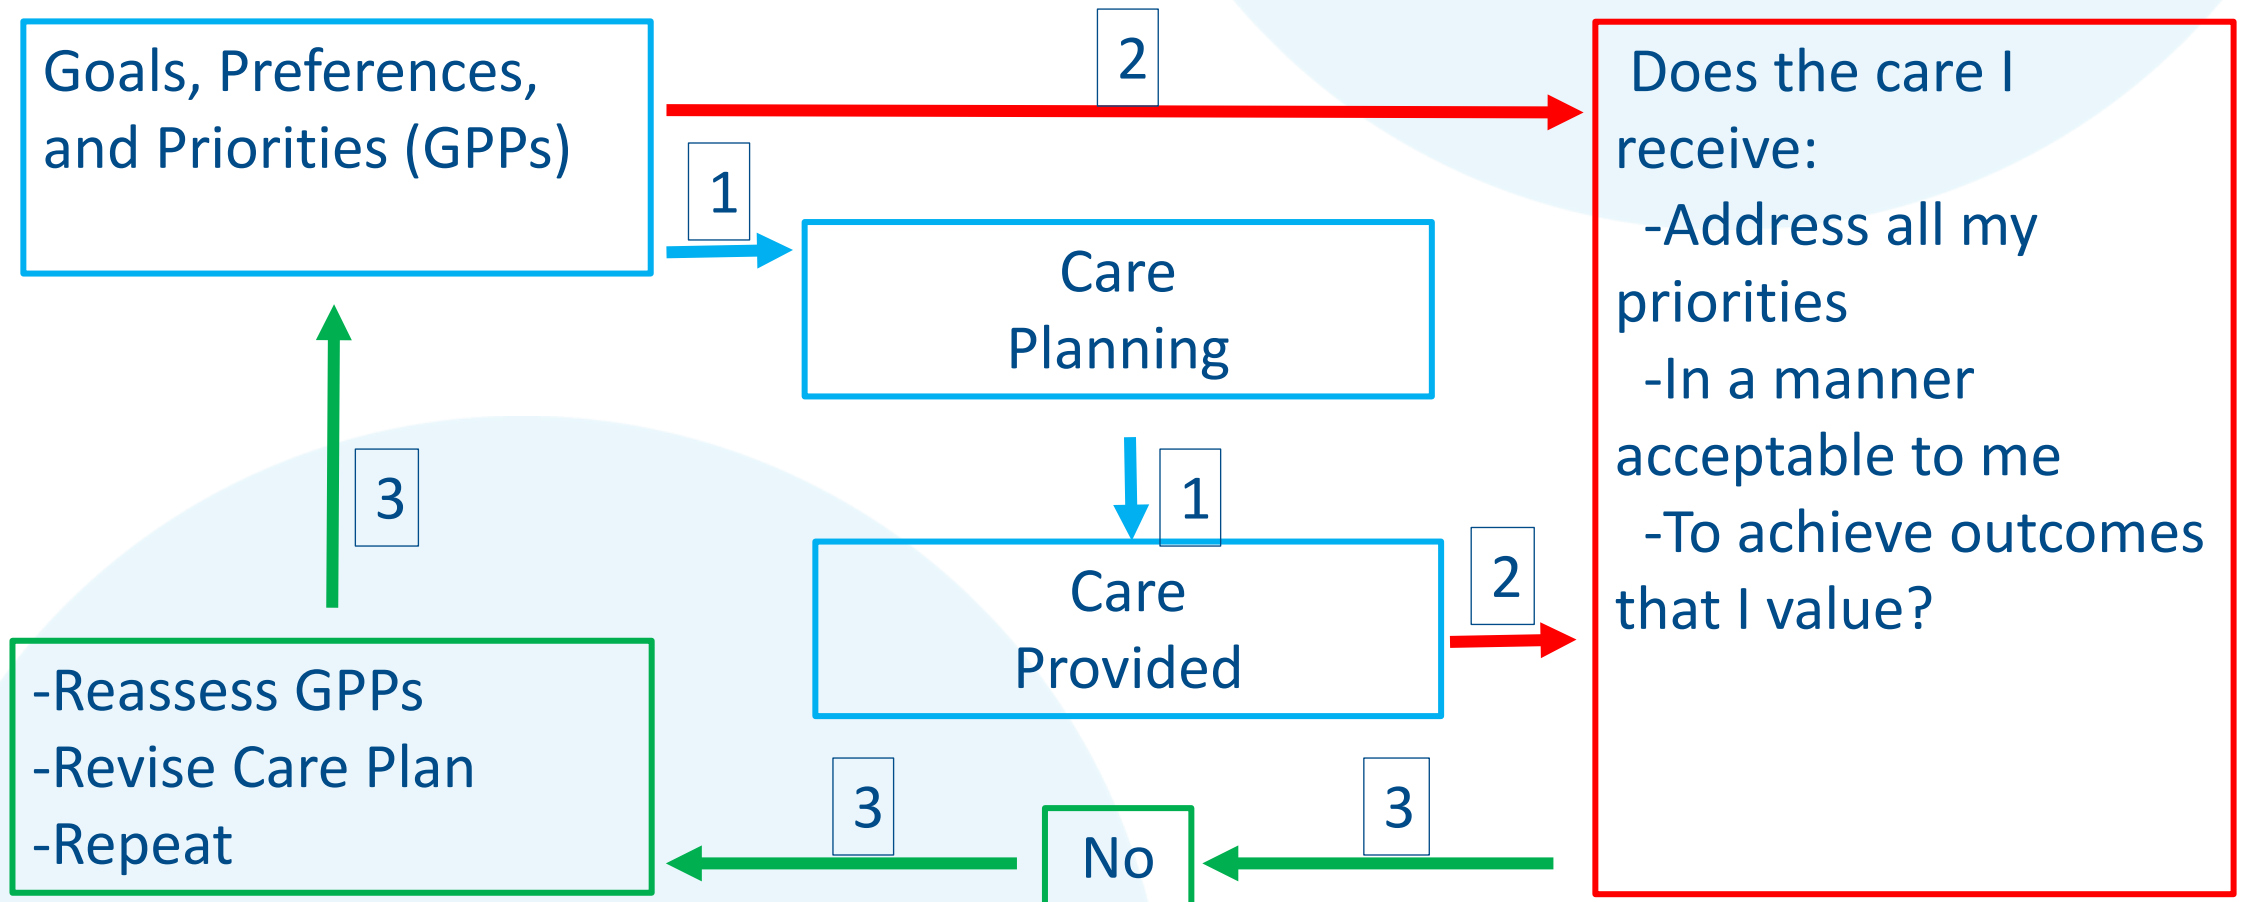 Goals, Preferences,
and Priorities (GPPs)
2
1
Care
Planning
1
Care
Provided
2
Does the care I
receive:
-Address all my
priorities
-In a manner
acceptable to me
-To achieve outcomes
that I value?
3
No
3
-Reassess GPPs
-Revise Care Plan
-Repeat
3